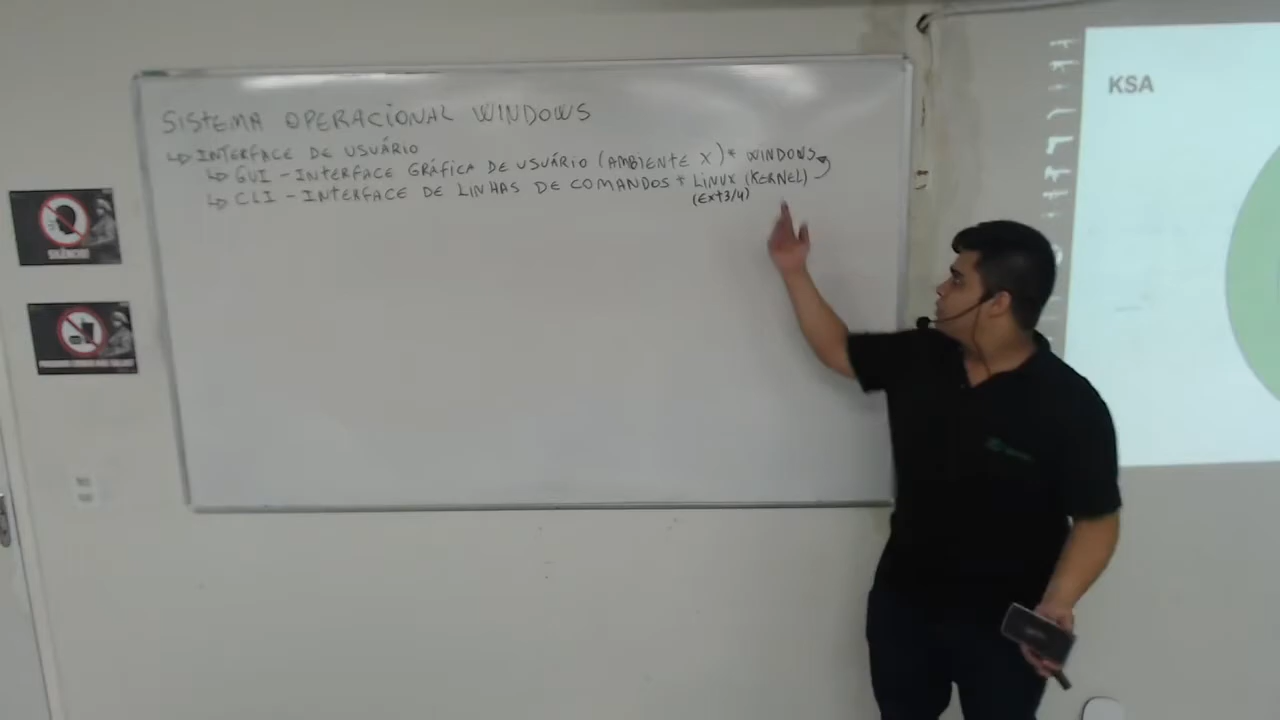 SISTEMA OPERACIONAL WINDOWS
↳ INTERFACE DE USUÁRIO
↳ GUI - INTERFACE GRÁFICA DE USUÁRIO (AMBIENTE X) * WINDOWS
↳ CLI - INTERFACE DE LINHAS DE COMANDOS * LINUX (KERNEL)
(Ext3/4)
KSA
SILÊNCIO